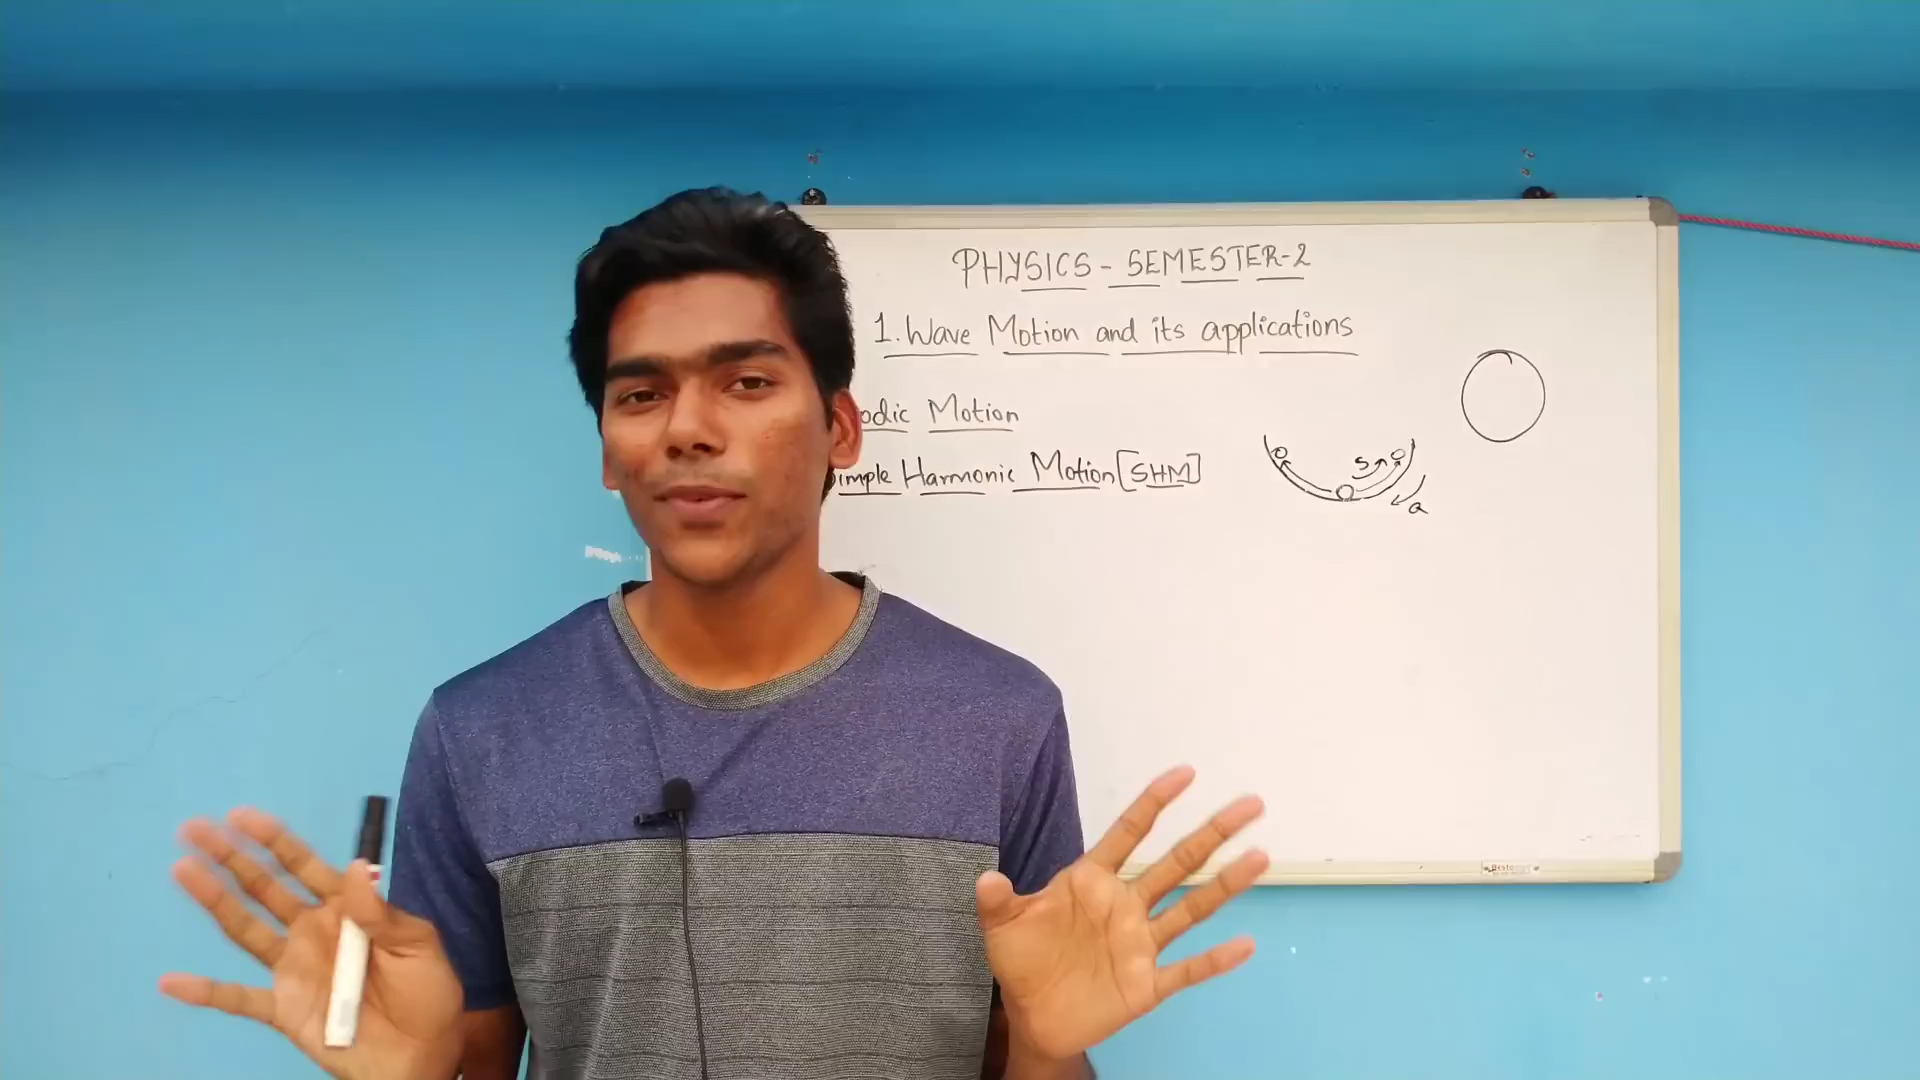 PHYSICS - SEMESTER-2
1. Wave Motion and its applications
odic Motion
imple Harmonic Motion [SHM]
S
a